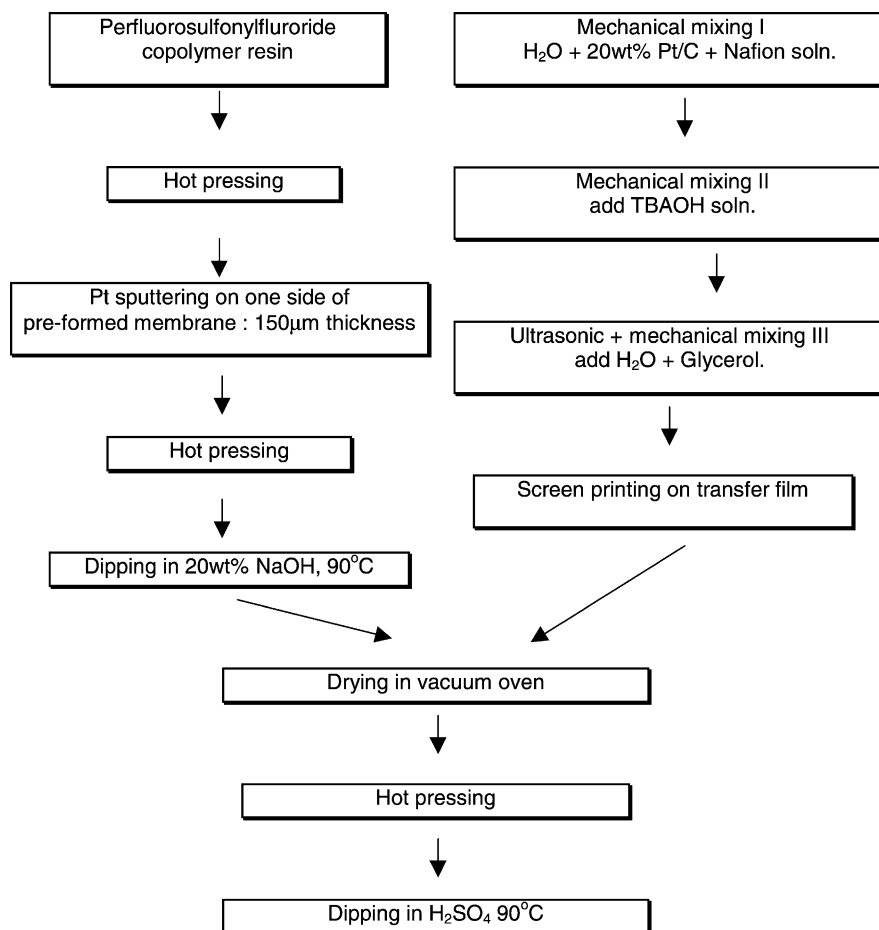 Perfluorosulfonylfluroride
copolymer resin
Hot pressing
Pt sputtering on one side of
pre-formed membrane : 150μm thickness
Hot pressing
Dipping in 20wt% NaOH, 90°C
Mechanical mixing I
H₂O + 20wt% Pt/C + Nafion soln.
Mechanical mixing II
add TBAOH soln.
Ultrasonic + mechanical mixing III
add H₂O + Glycerol.
Screen printing on transfer film
Drying in vacuum oven
Hot pressing
Dipping in H₂SO₄ 90°C